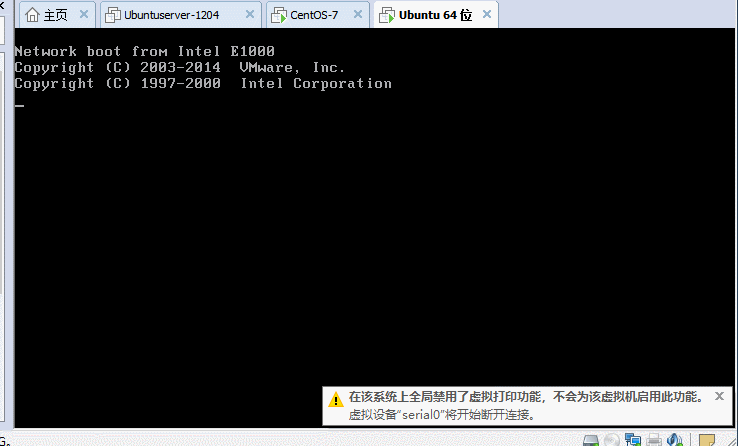 主页
Ubuntuserver-1204
CentOS-7
Ubuntu 64 位
Network boot from Intel E1000
Copyright (C) 2003-2014  VMware, Inc.
Copyright (C) 1997-2000  Intel Corporation
在该系统上全局禁用了虚拟打印功能，不会为该虚拟机启用此功能。
虚拟设备“serial0”将开始断开连接。
G。